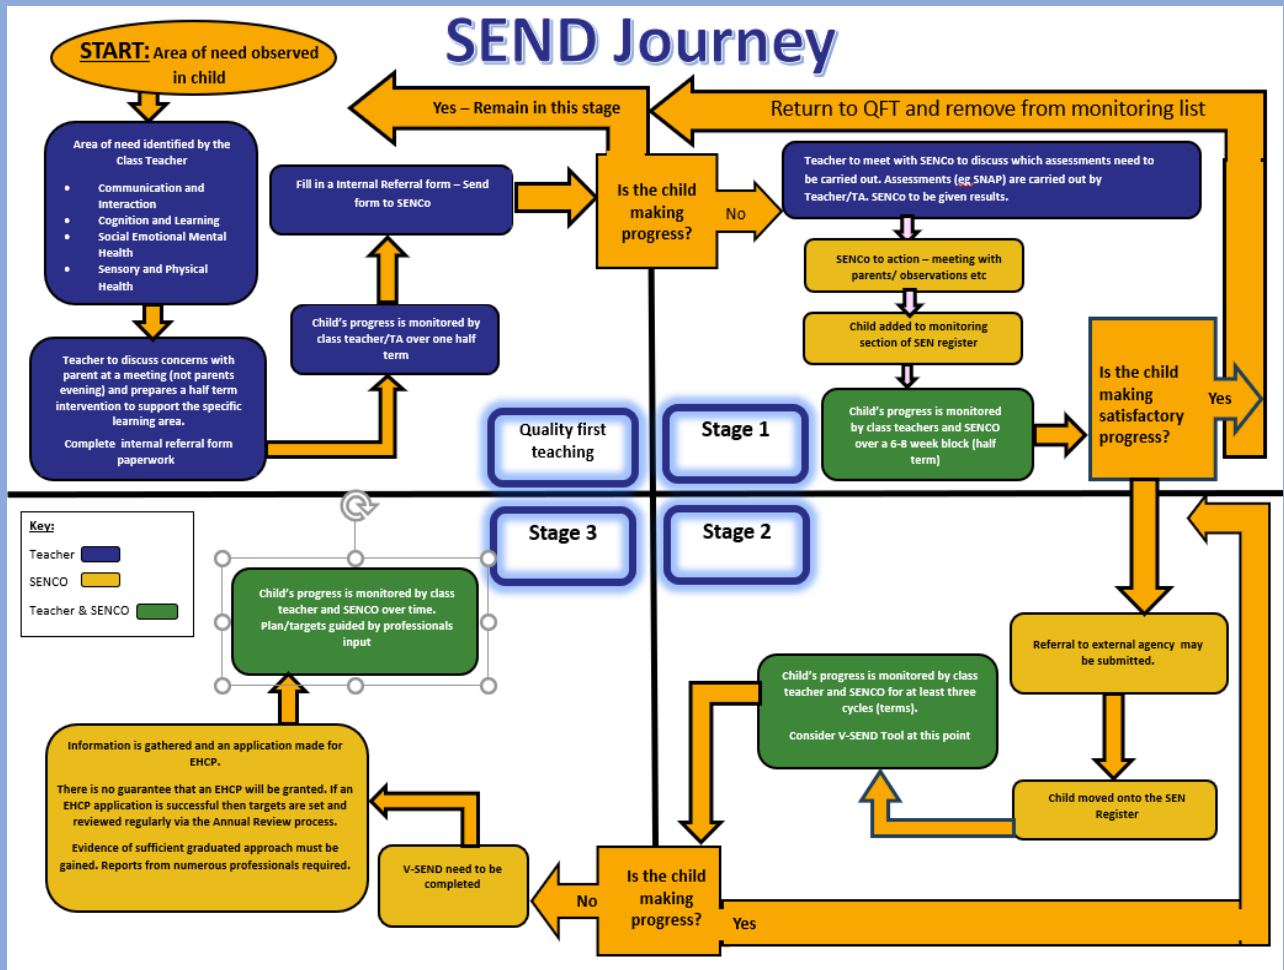 SEND Journey
START: Area of need observed
in child
Area of need identified by the
Class Teacher
• Communication and
Interaction
• Cognition and Learning
• Social Emotional Mental
Health
• Sensory and Physical
Health
Teacher to discuss concerns with
parent at a meeting (not parents
evening) and prepares a half term
intervention to support the specific
learning area.
Complete internal referral form
paperwork
Child's progress is monitored by
class teacher/TA over one half
term
Fill in a Internal Referral form – Send
form to SENCo
Yes – Remain in this stage
Is the child
making
progress?
No
Quality first
teaching
Return to QFT and remove from monitoring list
Teacher to meet with SENCo to discuss which assessments need to
be carried out. Assessments (eg SNAP) are carried out by
Teacher/TA. SENCo to be given results.
SENCo to action – meeting with
parents/ observations etc
Child added to monitoring
section of SEN register
Child's progress is monitored
by class teachers and SENCO
over a 6-8 week block (half
term)
Is the child
making
satisfactory
progress?
Yes
Stage 1
Stage 2
Referral to external agency may
be submitted.
Child moved onto the SEN
Register
Child's progress is monitored by class
teacher and SENCO for at least three
cycles (terms).
Consider V-SEND Tool at this point
Is the child
making
progress?
Yes
No
Stage 3
V-SEND need to be
completed
Information is gathered and an application made for
EHCP.
There is no guarantee that an EHCP will be granted. If an
EHCP application is successful then targets are set and
reviewed regularly via the Annual Review process.
Evidence of sufficient graduated approach must be
gained. Reports from numerous professionals required.
Child's progress is monitored by class
teacher and SENCO over time.
Plan/targets guided by professionals
input
Key:
Teacher
SENCO
Teacher & SENCO